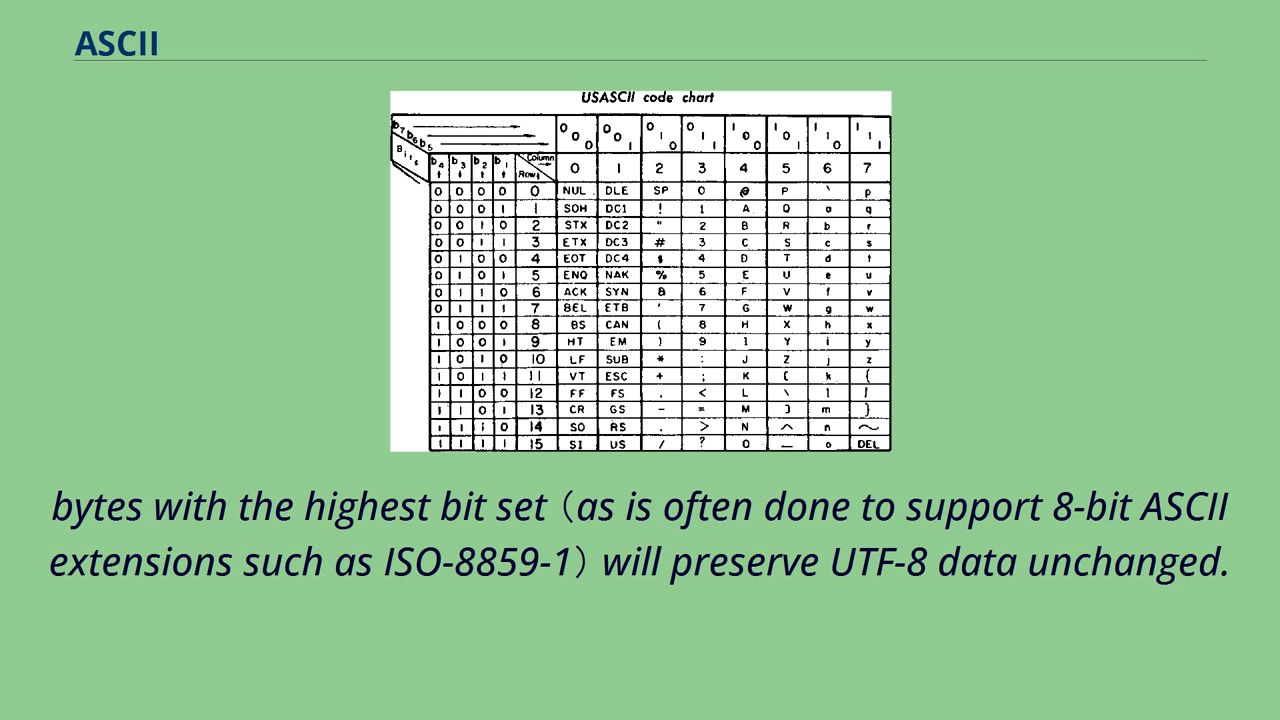 ASCII
USASCII code chart
b7 b6 b5 0 0 0 0 0 1 0 1 0 0 1 1 1 0 0 1 0 1 1 1 0 1 1 1
Bits b4 b3 b2 b1 Column Row 0 1 2 3 4 5 6 7
0 0 0 0 0 NUL DLE SP 0 @ P ` p
0 0 0 1 1 SOH DC1 ! 1 A Q a q
0 0 1 0 2 STX DC2 " 2 B R b r
0 0 1 1 3 ETX DC3 # 3 C S c s
0 1 0 0 4 EOT DC4 $ 4 D T d t
0 1 0 1 5 ENQ NAK % 5 E U e u
0 1 1 0 6 ACK SYN & 6 F V f v
0 1 1 1 7 BEL ETB ' 7 G W g w
1 0 0 0 8 BS CAN ( 8 H X h x
1 0 0 1 9 HT EM ) 9 I Y i y
1 0 1 0 10 LF SUB * : J Z j z
1 0 1 1 11 VT ESC + ; K [ k {
1 1 0 0 12 FF FS , < L \ l |
1 1 0 1 13 CR GS - = M ] m }
1 1 1 0 14 SO RS . > N ^ n ~
1 1 1 1 15 SI US / ? O _ o DEL
bytes with the highest bit set (as is often done to support 8-bit ASCII
extensions such as ISO-8859-1) will preserve UTF-8 data unchanged.